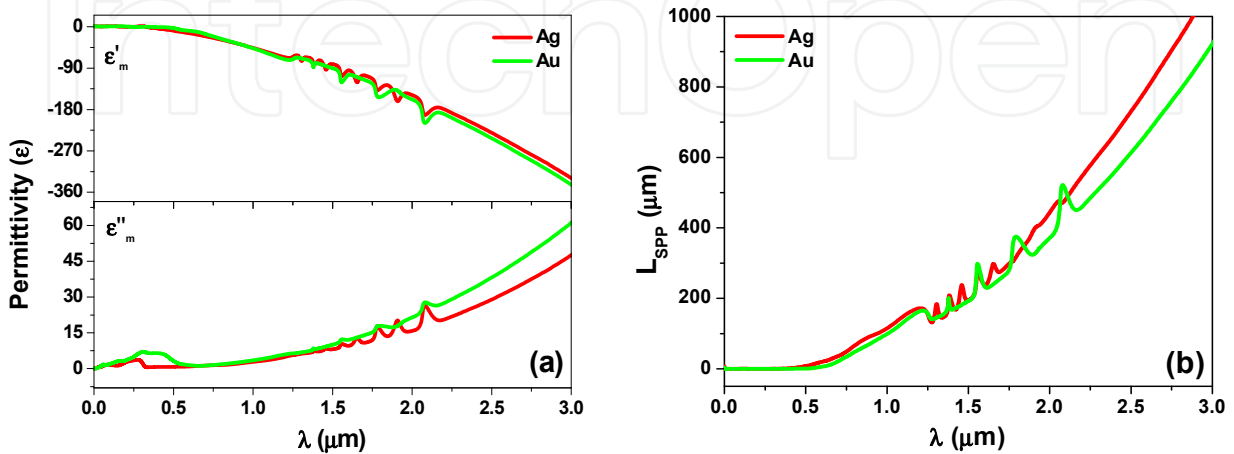 IntechOpen
0
-90
-180
-270
-360
ε'm
Ag
Au
Permittivity (ε)
60
45
30
15
0
ε''m
(a)
0.0 0.5 1.0 1.5 2.0 2.5 3.0
λ (μm)
1000
800
600
400
200
0
L_SPP (μm)
Ag
Au
(b)
0.0 0.5 1.0 1.5 2.0 2.5 3.0
λ (μm)